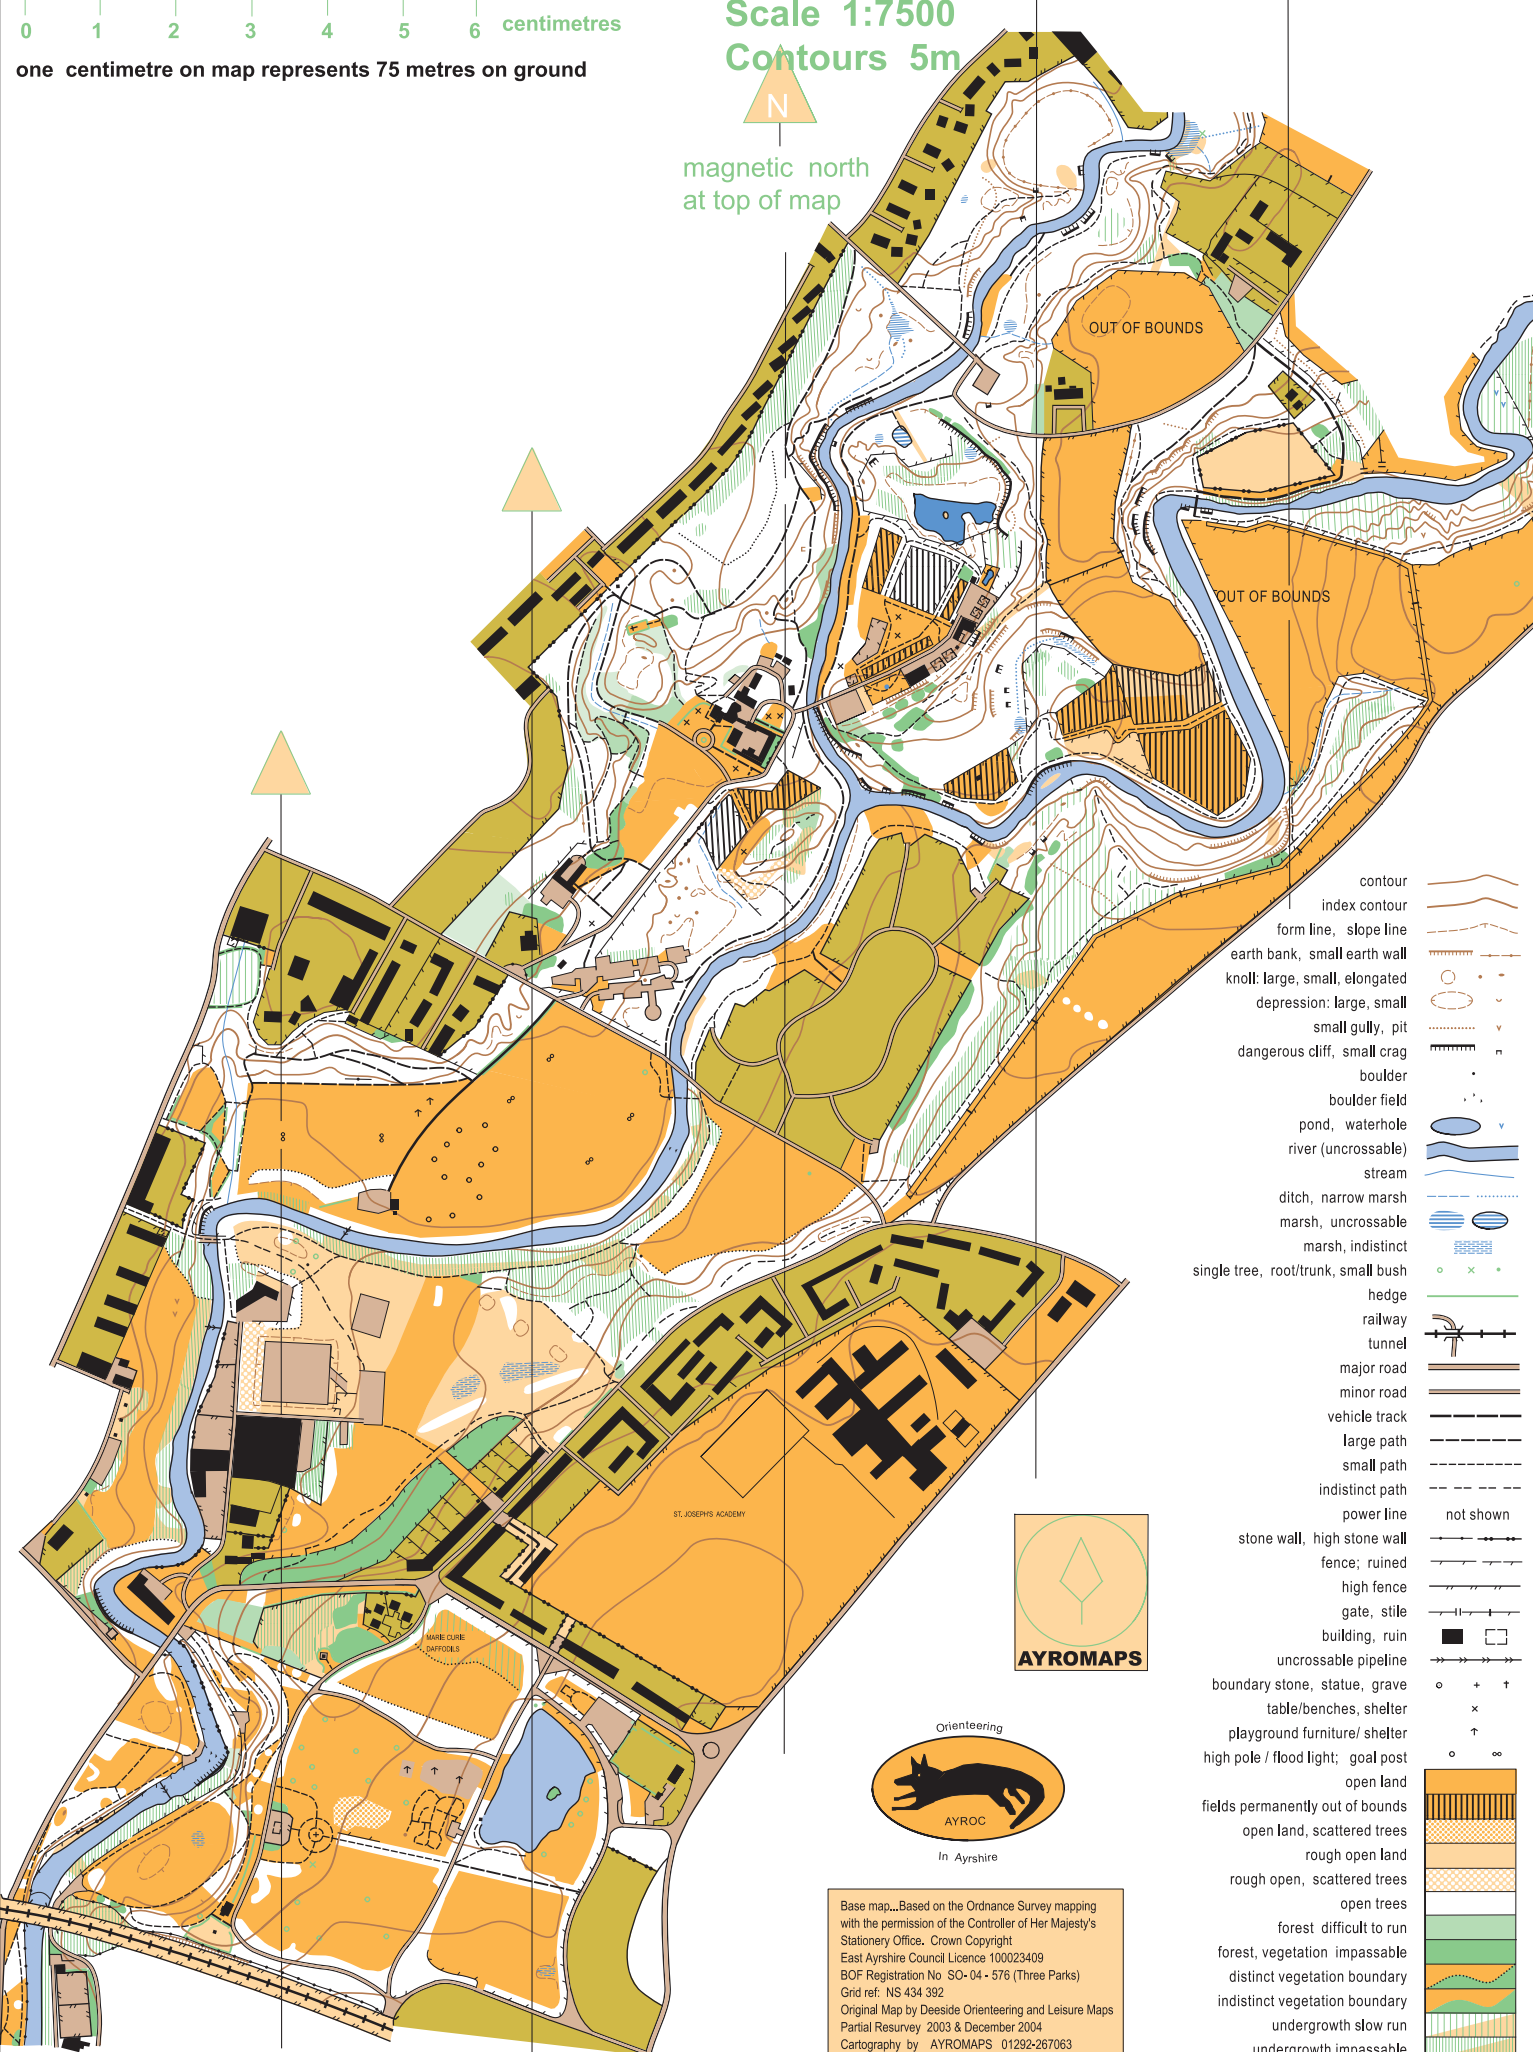 0 1 2 3 4 5 6 centimetres
one centimetre on map represents 75 metres on ground
Scale 1:7500
Contours 5m
N
magnetic north
at top of map
OUT OF BOUNDS
OUT OF BOUNDS
ST. JOSEPH'S ACADEMY
MARIE CURIE
DAFFODILS
contour
index contour
form line, slope line
earth bank, small earth wall
knoll: large, small, elongated
depression: large, small
small gully, pit
dangerous cliff, small crag
boulder
boulder field
pond, waterhole
river (uncrossable)
stream
ditch, narrow marsh
marsh, uncrossable
marsh, indistinct
single tree, root/trunk, small bush
hedge
railway
tunnel
major road
minor road
vehicle track
large path
small path
indistinct path
power line not shown
stone wall, high stone wall
fence; ruined
high fence
gate, stile
building, ruin
uncrossable pipeline
boundary stone, statue, grave
table/benches, shelter
playground furniture/ shelter
high pole / flood light; goal post
open land
fields permanently out of bounds
open land, scattered trees
rough open land
rough open, scattered trees
open trees
forest difficult to run
forest, vegetation impassable
distinct vegetation boundary
indistinct vegetation boundary
undergrowth slow run
undergrowth impassable
AYROMAPS
Orienteering
AYROC
In Ayrshire
Base map...Based on the Ordnance Survey mapping
with the permission of the Controller of Her Majesty's
Stationery Office. Crown Copyright
East Ayrshire Council Licence 100023409
BOF Registration No SO- 04 - 576 (Three Parks)
Grid ref: NS 434 392
Original Map by Deeside Orienteering and Leisure Maps
Partial Resurvey 2003 & December 2004
Cartography by AYROMAPS 01292-267063